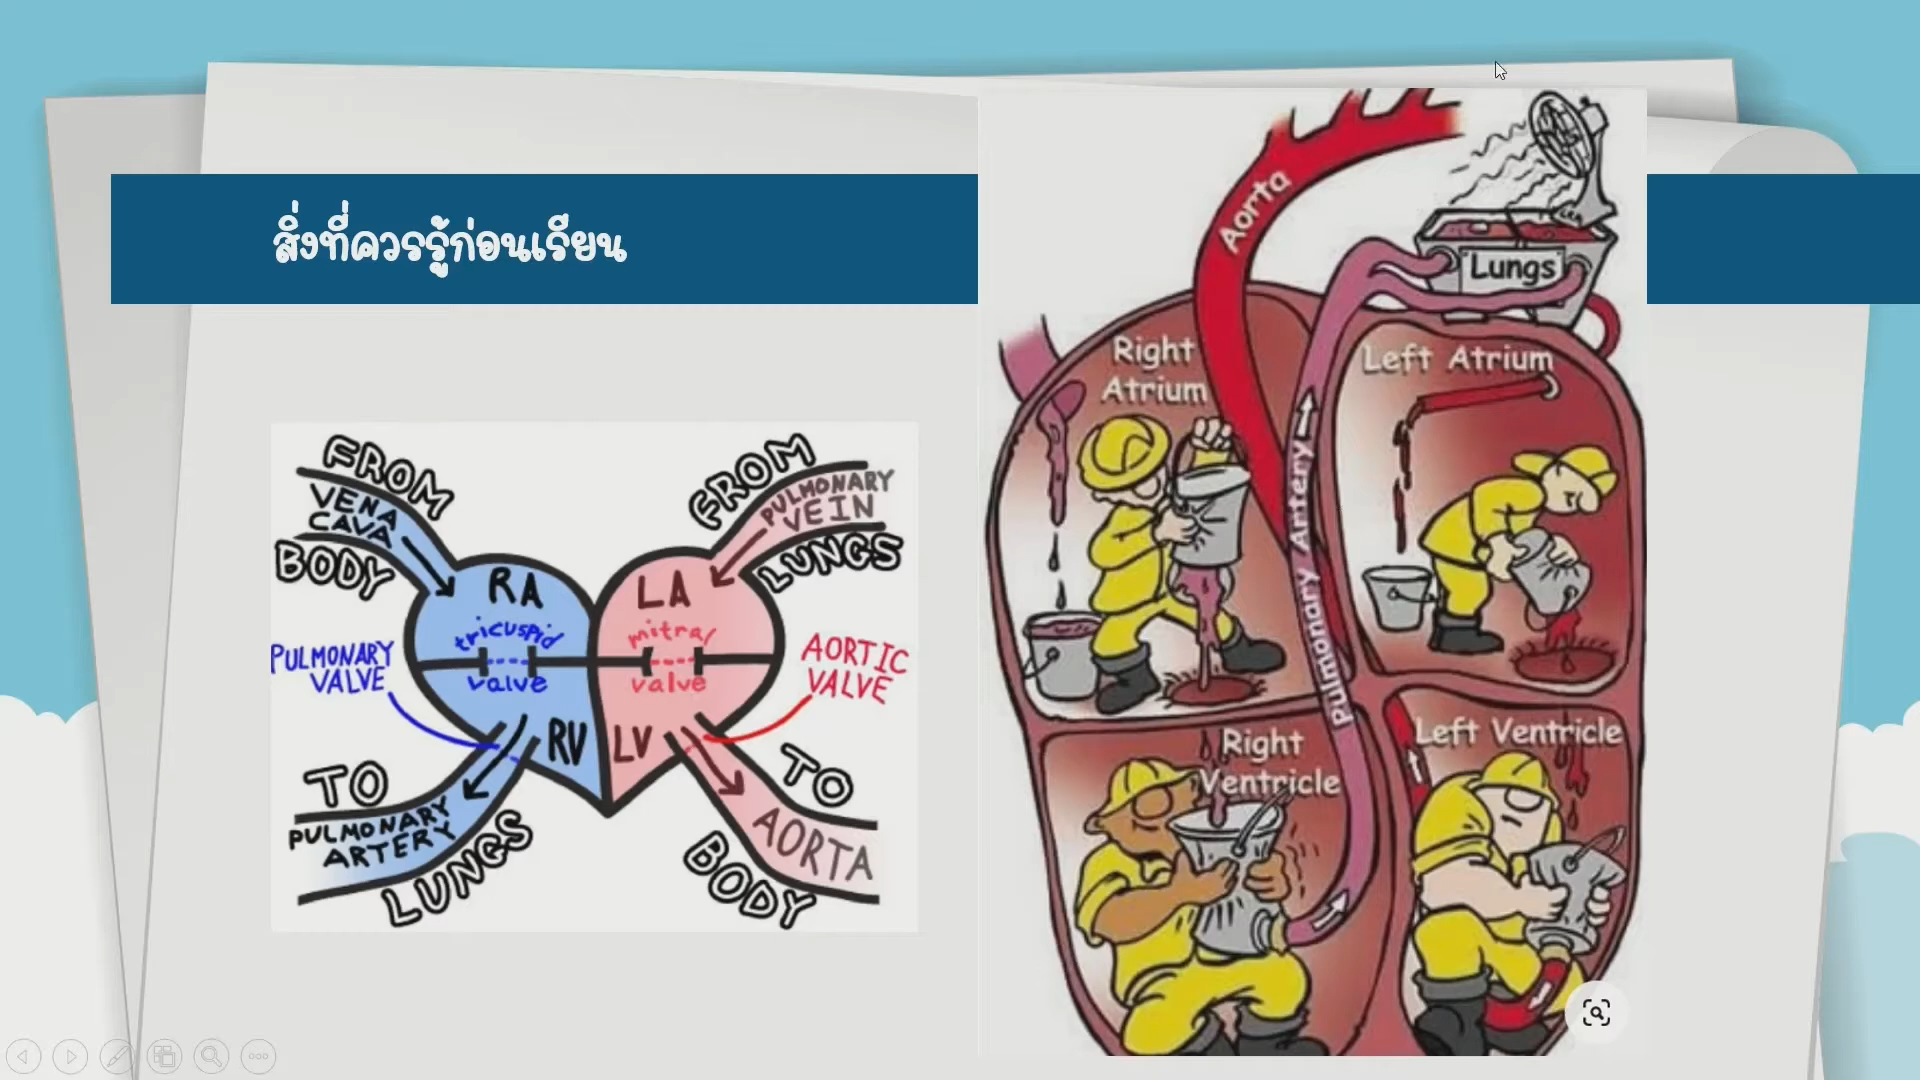 สิ่งที่ควรรู้ก่อนเรียน
FROM
VENA
CAVA
BODY
FROM
PULMONARY
VEIN
LUNGS
RA
LA
tricuspid
valve
mitral
valve
PULMONARY
VALVE
AORTIC
VALVE
RV
LV
TO
PULMONARY
ARTERY
LUNGS
TO
AORTA
BODY
Aorta
Lungs
Right
Atrium
Left Atrium
Pulmonary Artery
Right
Ventricle
Left Ventricle